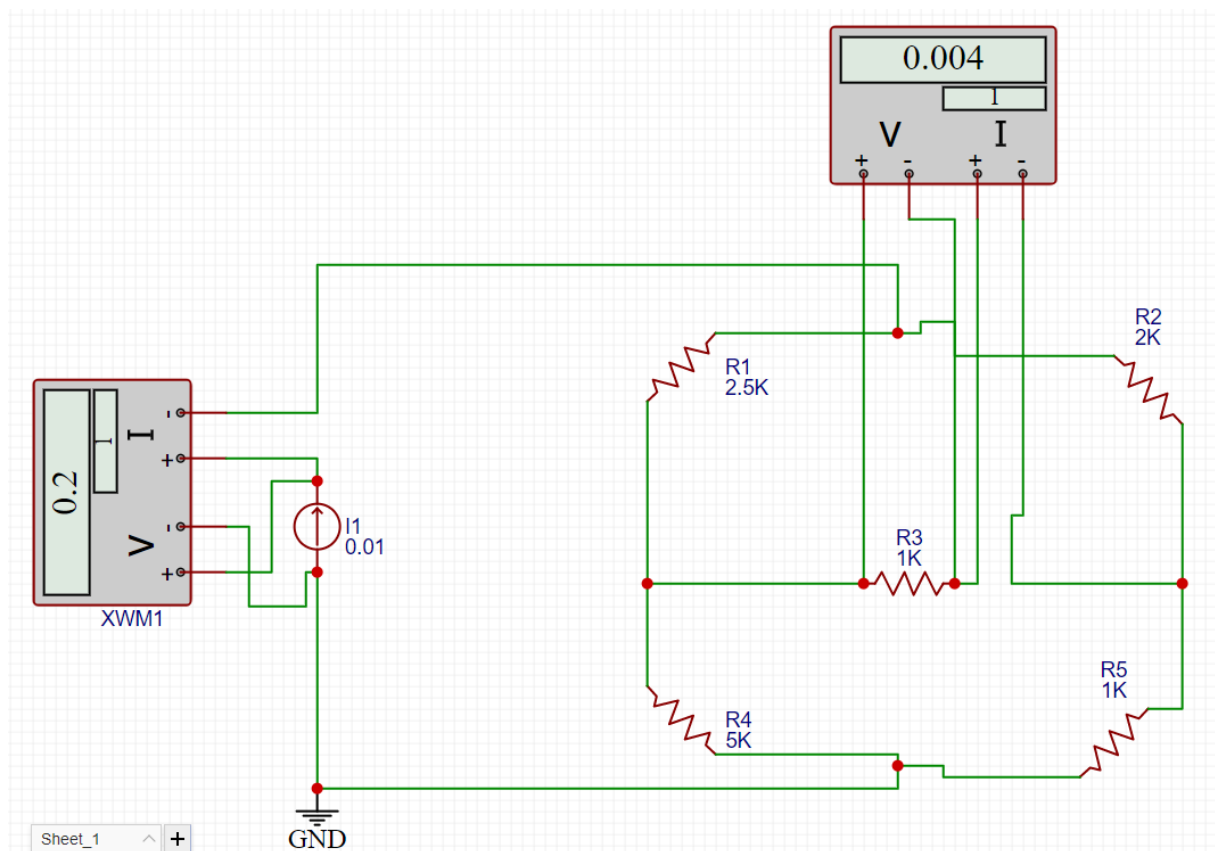 0.004
1
V I
+ - + -
R2
2K
R1
2.5K
- I
1
+
0.2
- V
+
I1
0.01
XWM1
R3
1K
R5
1K
R4
5K
GND
Sheet_1 +